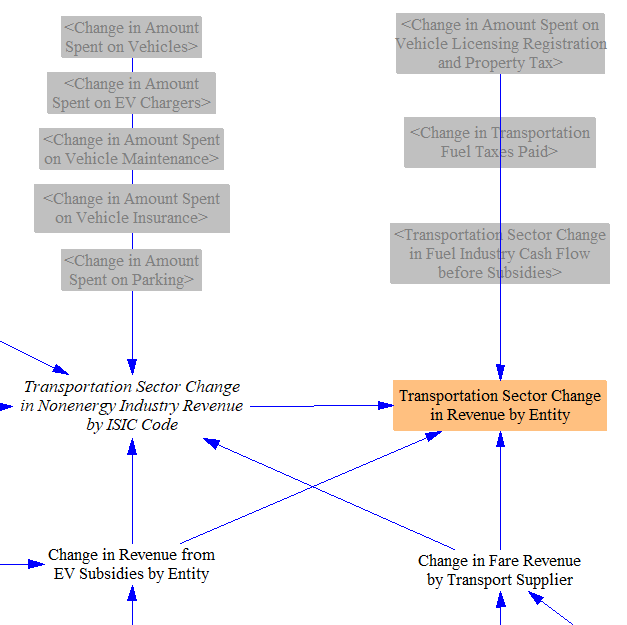 <Change in Amount
Spent on Vehicles>
<Change in Amount
Spent on EV Chargers>
<Change in Amount Spent
on Vehicle Maintenance>
<Change in Amount Spent
on Vehicle Insurance>
<Change in Amount
Spent on Parking>
<Change in Amount Spent on
Vehicle Licensing Registration
and Property Tax>
<Change in Transportation
Fuel Taxes Paid>
<Transportation Sector Change
in Fuel Industry Cash Flow
before Subsidies>
Transportation Sector Change
in Nonenergy Industry Revenue
by ISIC Code
Transportation Sector Change
in Revenue by Entity
Change in Revenue from
EV Subsidies by Entity
Change in Fare Revenue
by Transport Supplier